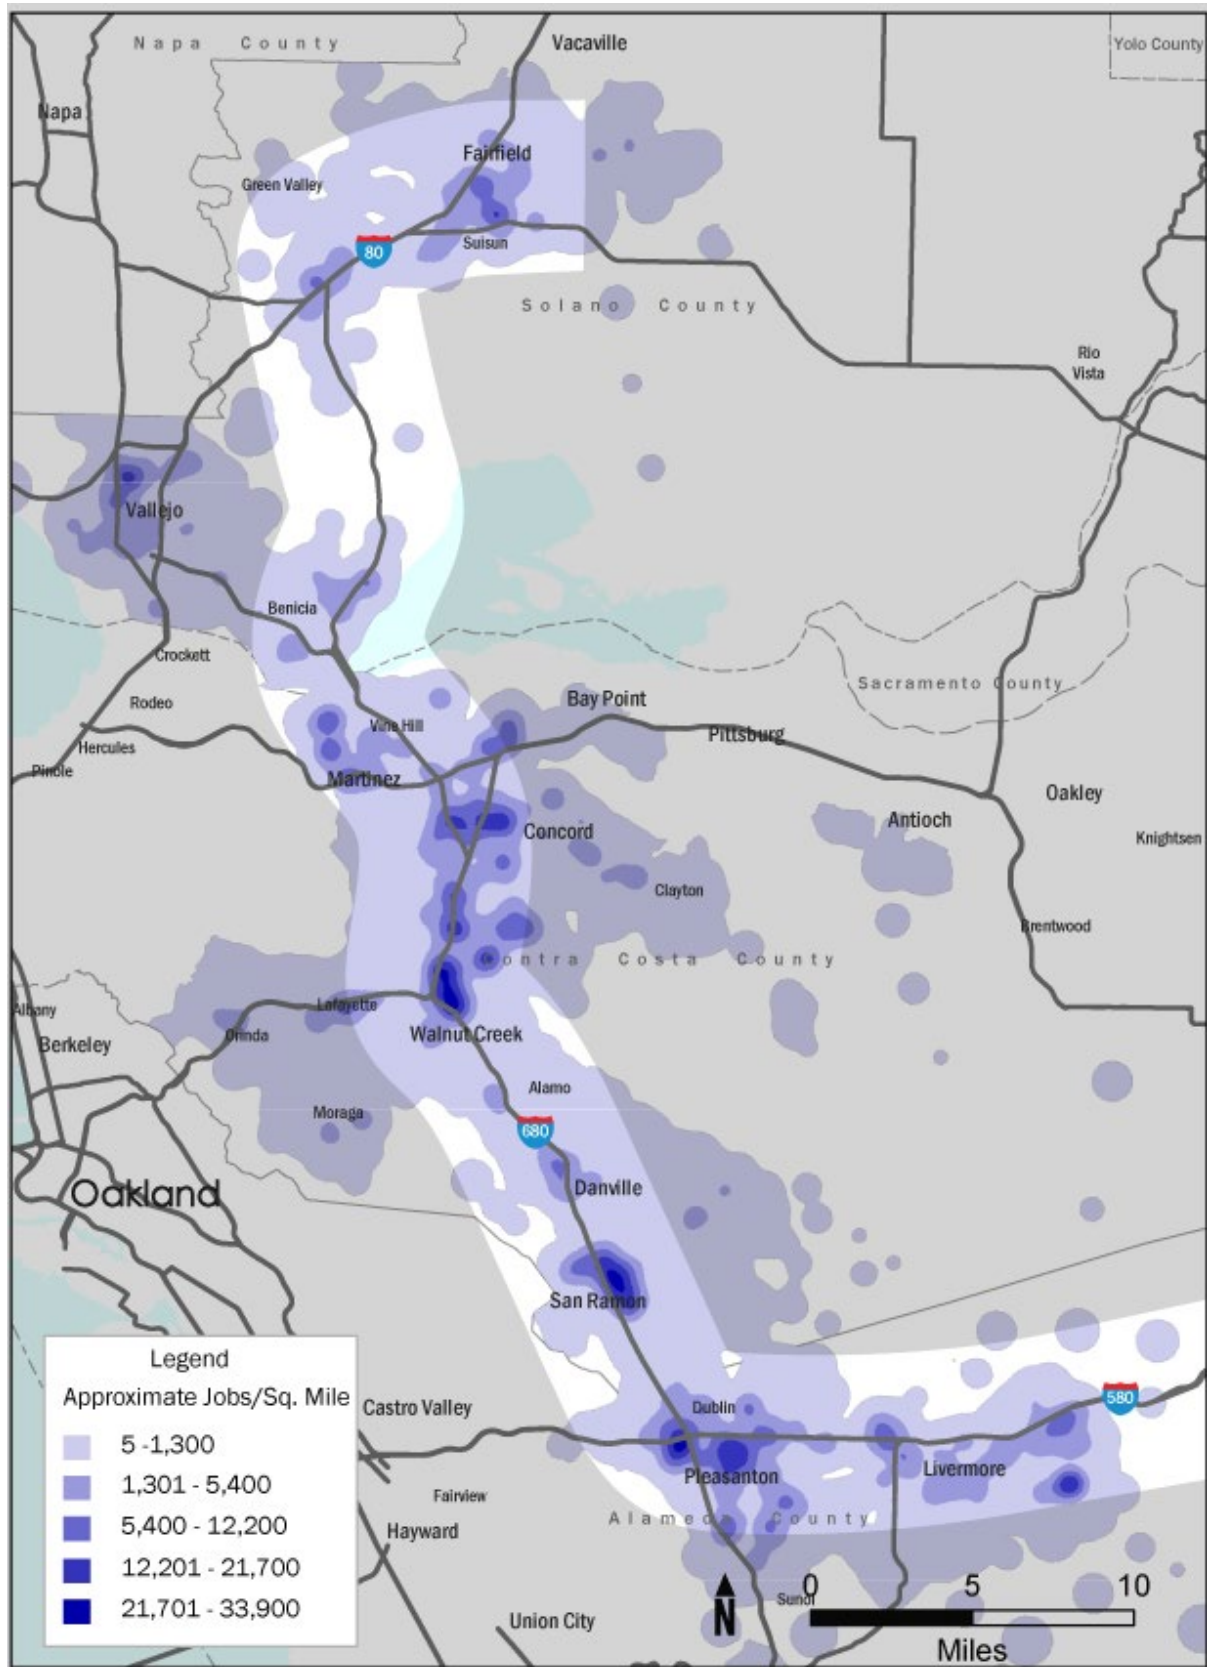 Napa County
Vacaville
Yolo County
Napa
Fairfield
Green Valley
Suisun
80
Solano County
Rio
Vista
Vallejo
Benicia
Crockett
Sacramento County
Rodeo
Bay Point
Vine Hill
Pittsburg
Hercules
Pinole
Martinez
Oakley
Antioch
Concord
Knightsen
Clayton
Brentwood
Contra Costa County
Lafayette
Albany
Orinda
Walnut Creek
Berkeley
Alamo
Moraga
680
Danville
Oakland
San Ramon
Legend
Approximate Jobs/Sq. Mile
5 -1,300
1,301 - 5,400
5,400 - 12,200
12,201 - 21,700
21,701 - 33,900
580
Castro Valley
Dublin
Livermore
Pleasanton
Fairview
Alameda County
Hayward
0 5 10
Sunol
N
Union City
Miles